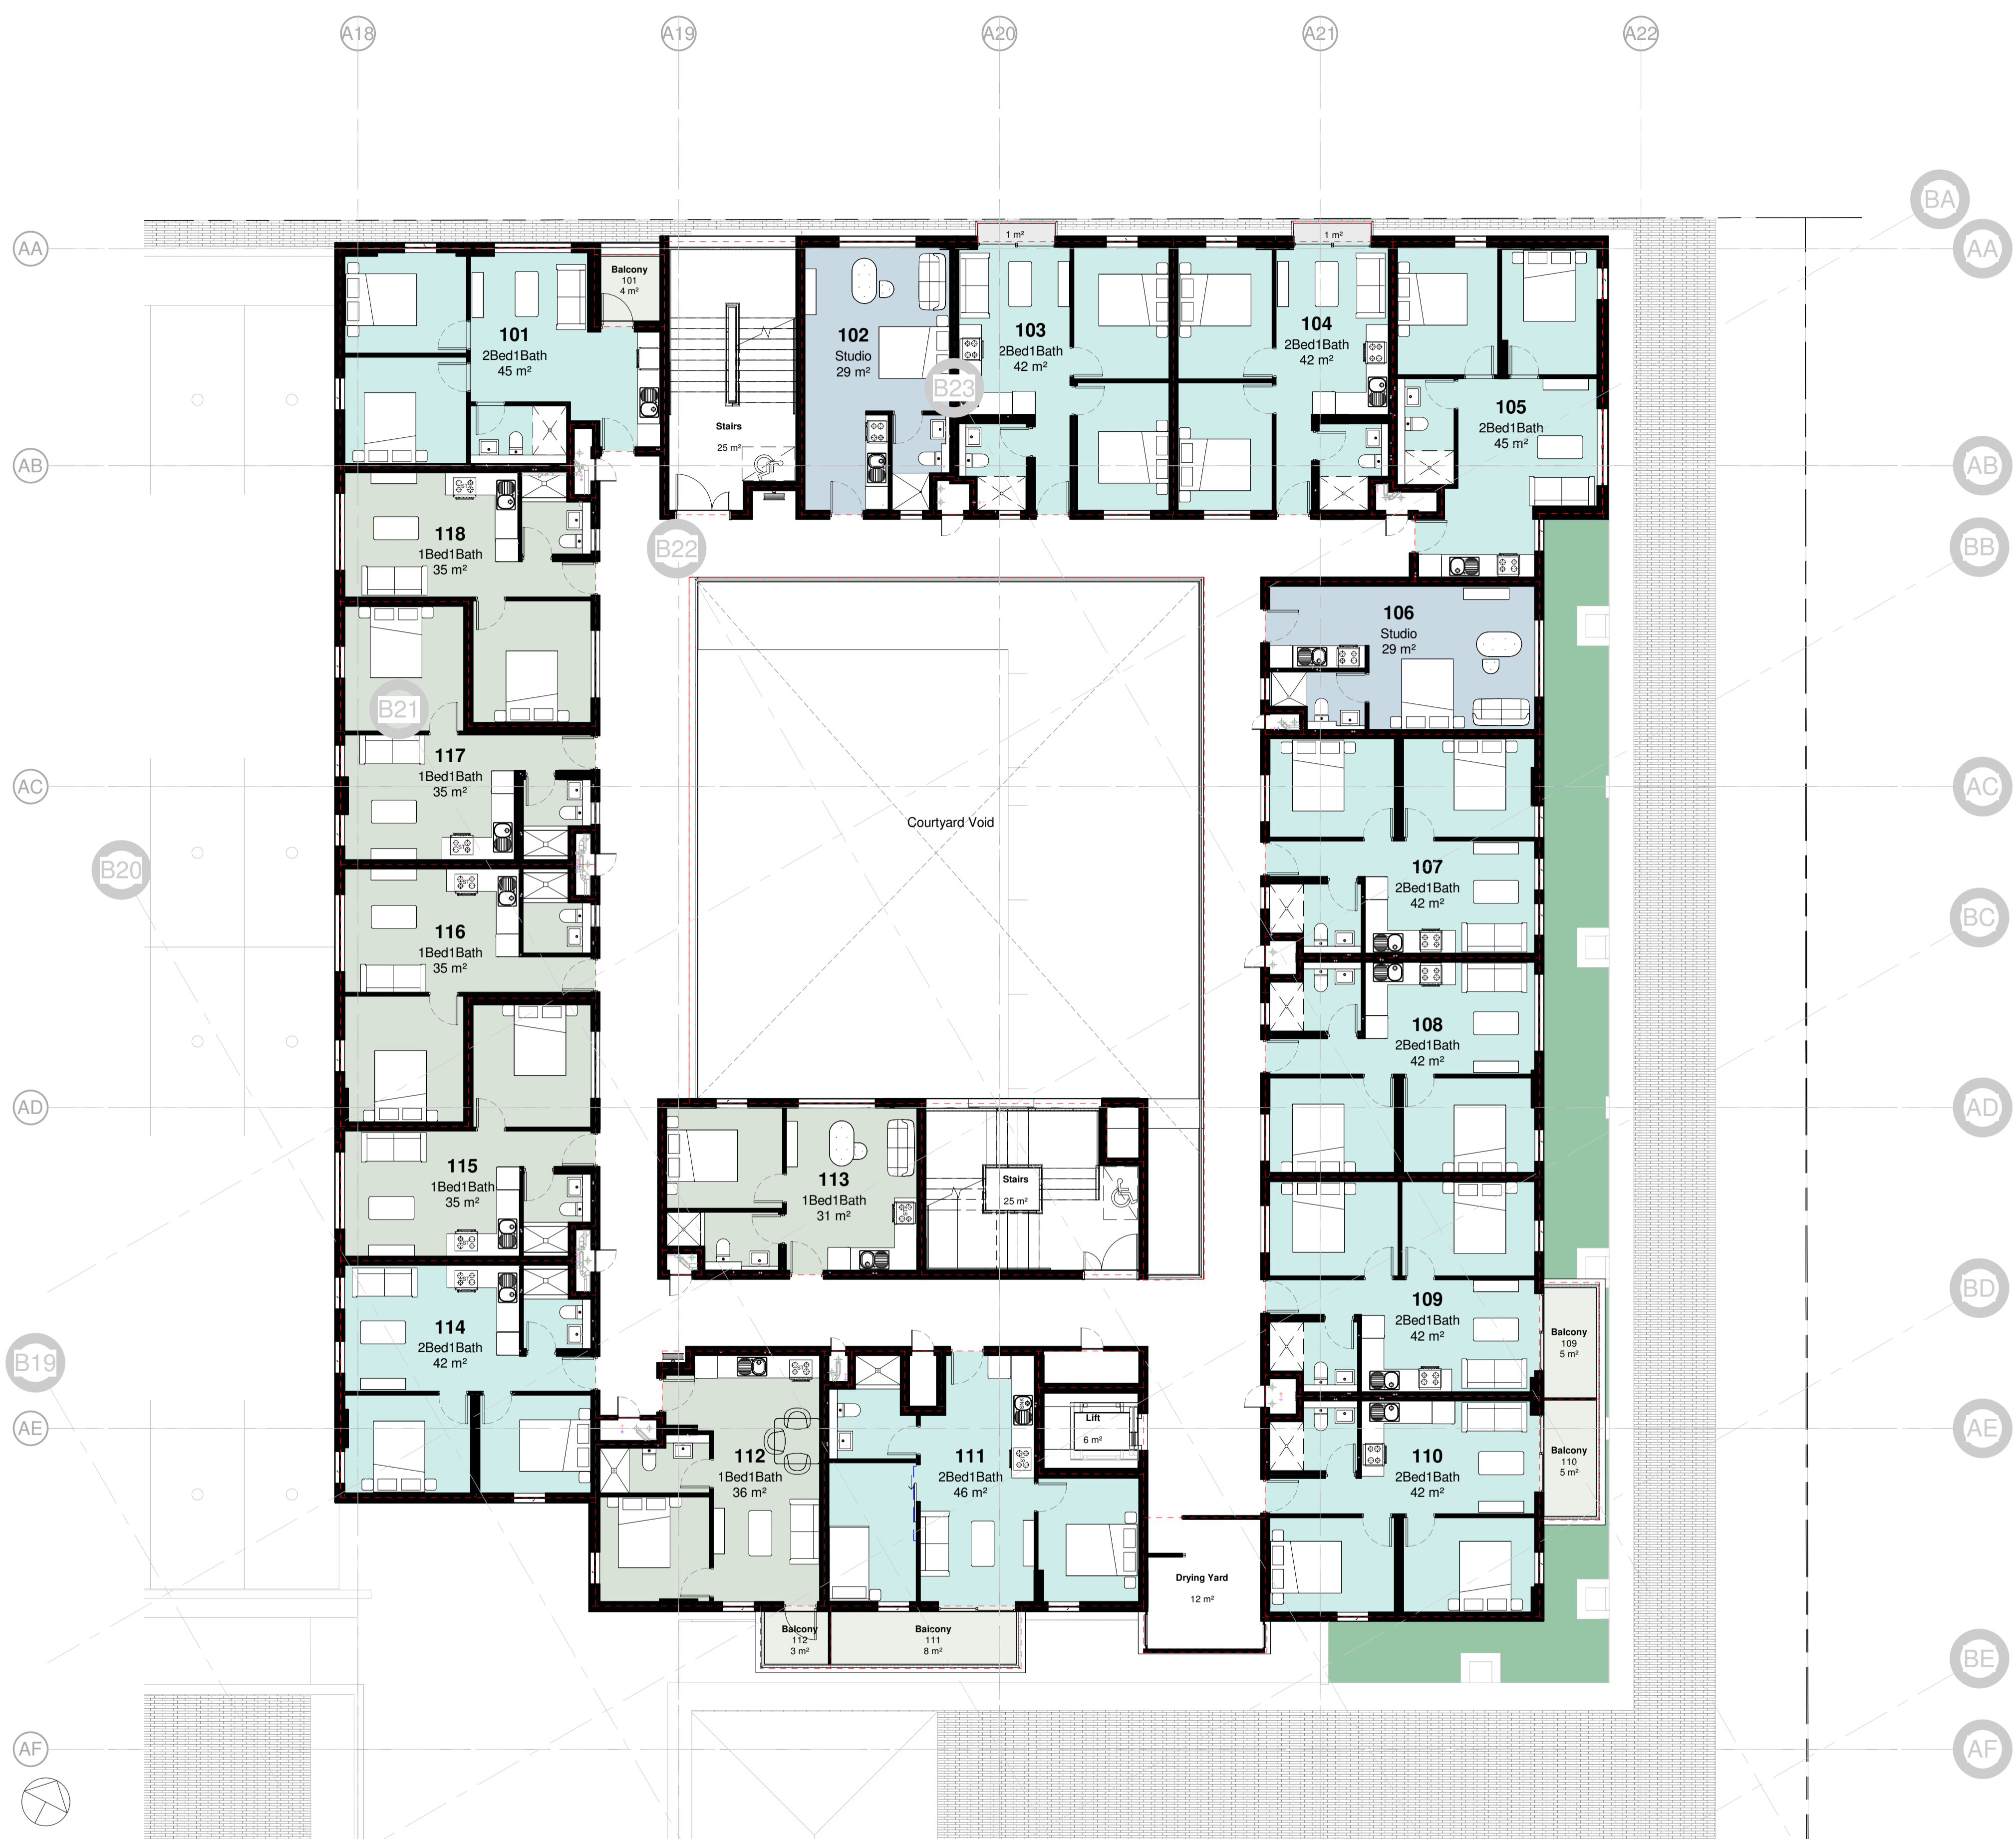 A18
A19
A20
A21
A22
BA
AA
AA
1 m²
1 m²
Balcony
101
4 m²
101
2Bed1Bath
45 m²
102
Studio
29 m²
103
2Bed1Bath
42 m²
104
2Bed1Bath
42 m²
B23
105
2Bed1Bath
45 m²
Stairs
25 m²
AB
AB
118
1Bed1Bath
35 m²
B22
BB
106
Studio
29 m²
B21
117
1Bed1Bath
35 m²
AC
AC
Courtyard Void
B20
107
2Bed1Bath
42 m²
BC
116
1Bed1Bath
35 m²
108
2Bed1Bath
42 m²
AD
AD
115
1Bed1Bath
35 m²
113
1Bed1Bath
31 m²
Stairs
25 m²
BD
109
2Bed1Bath
42 m²
Balcony
109
5 m²
114
2Bed1Bath
42 m²
B19
AE
AE
Lift
6 m²
112
1Bed1Bath
36 m²
111
2Bed1Bath
46 m²
110
2Bed1Bath
42 m²
Balcony
110
5 m²
Drying Yard
12 m²
Balcony
112
3 m²
Balcony
111
8 m²
BE
AF
AF